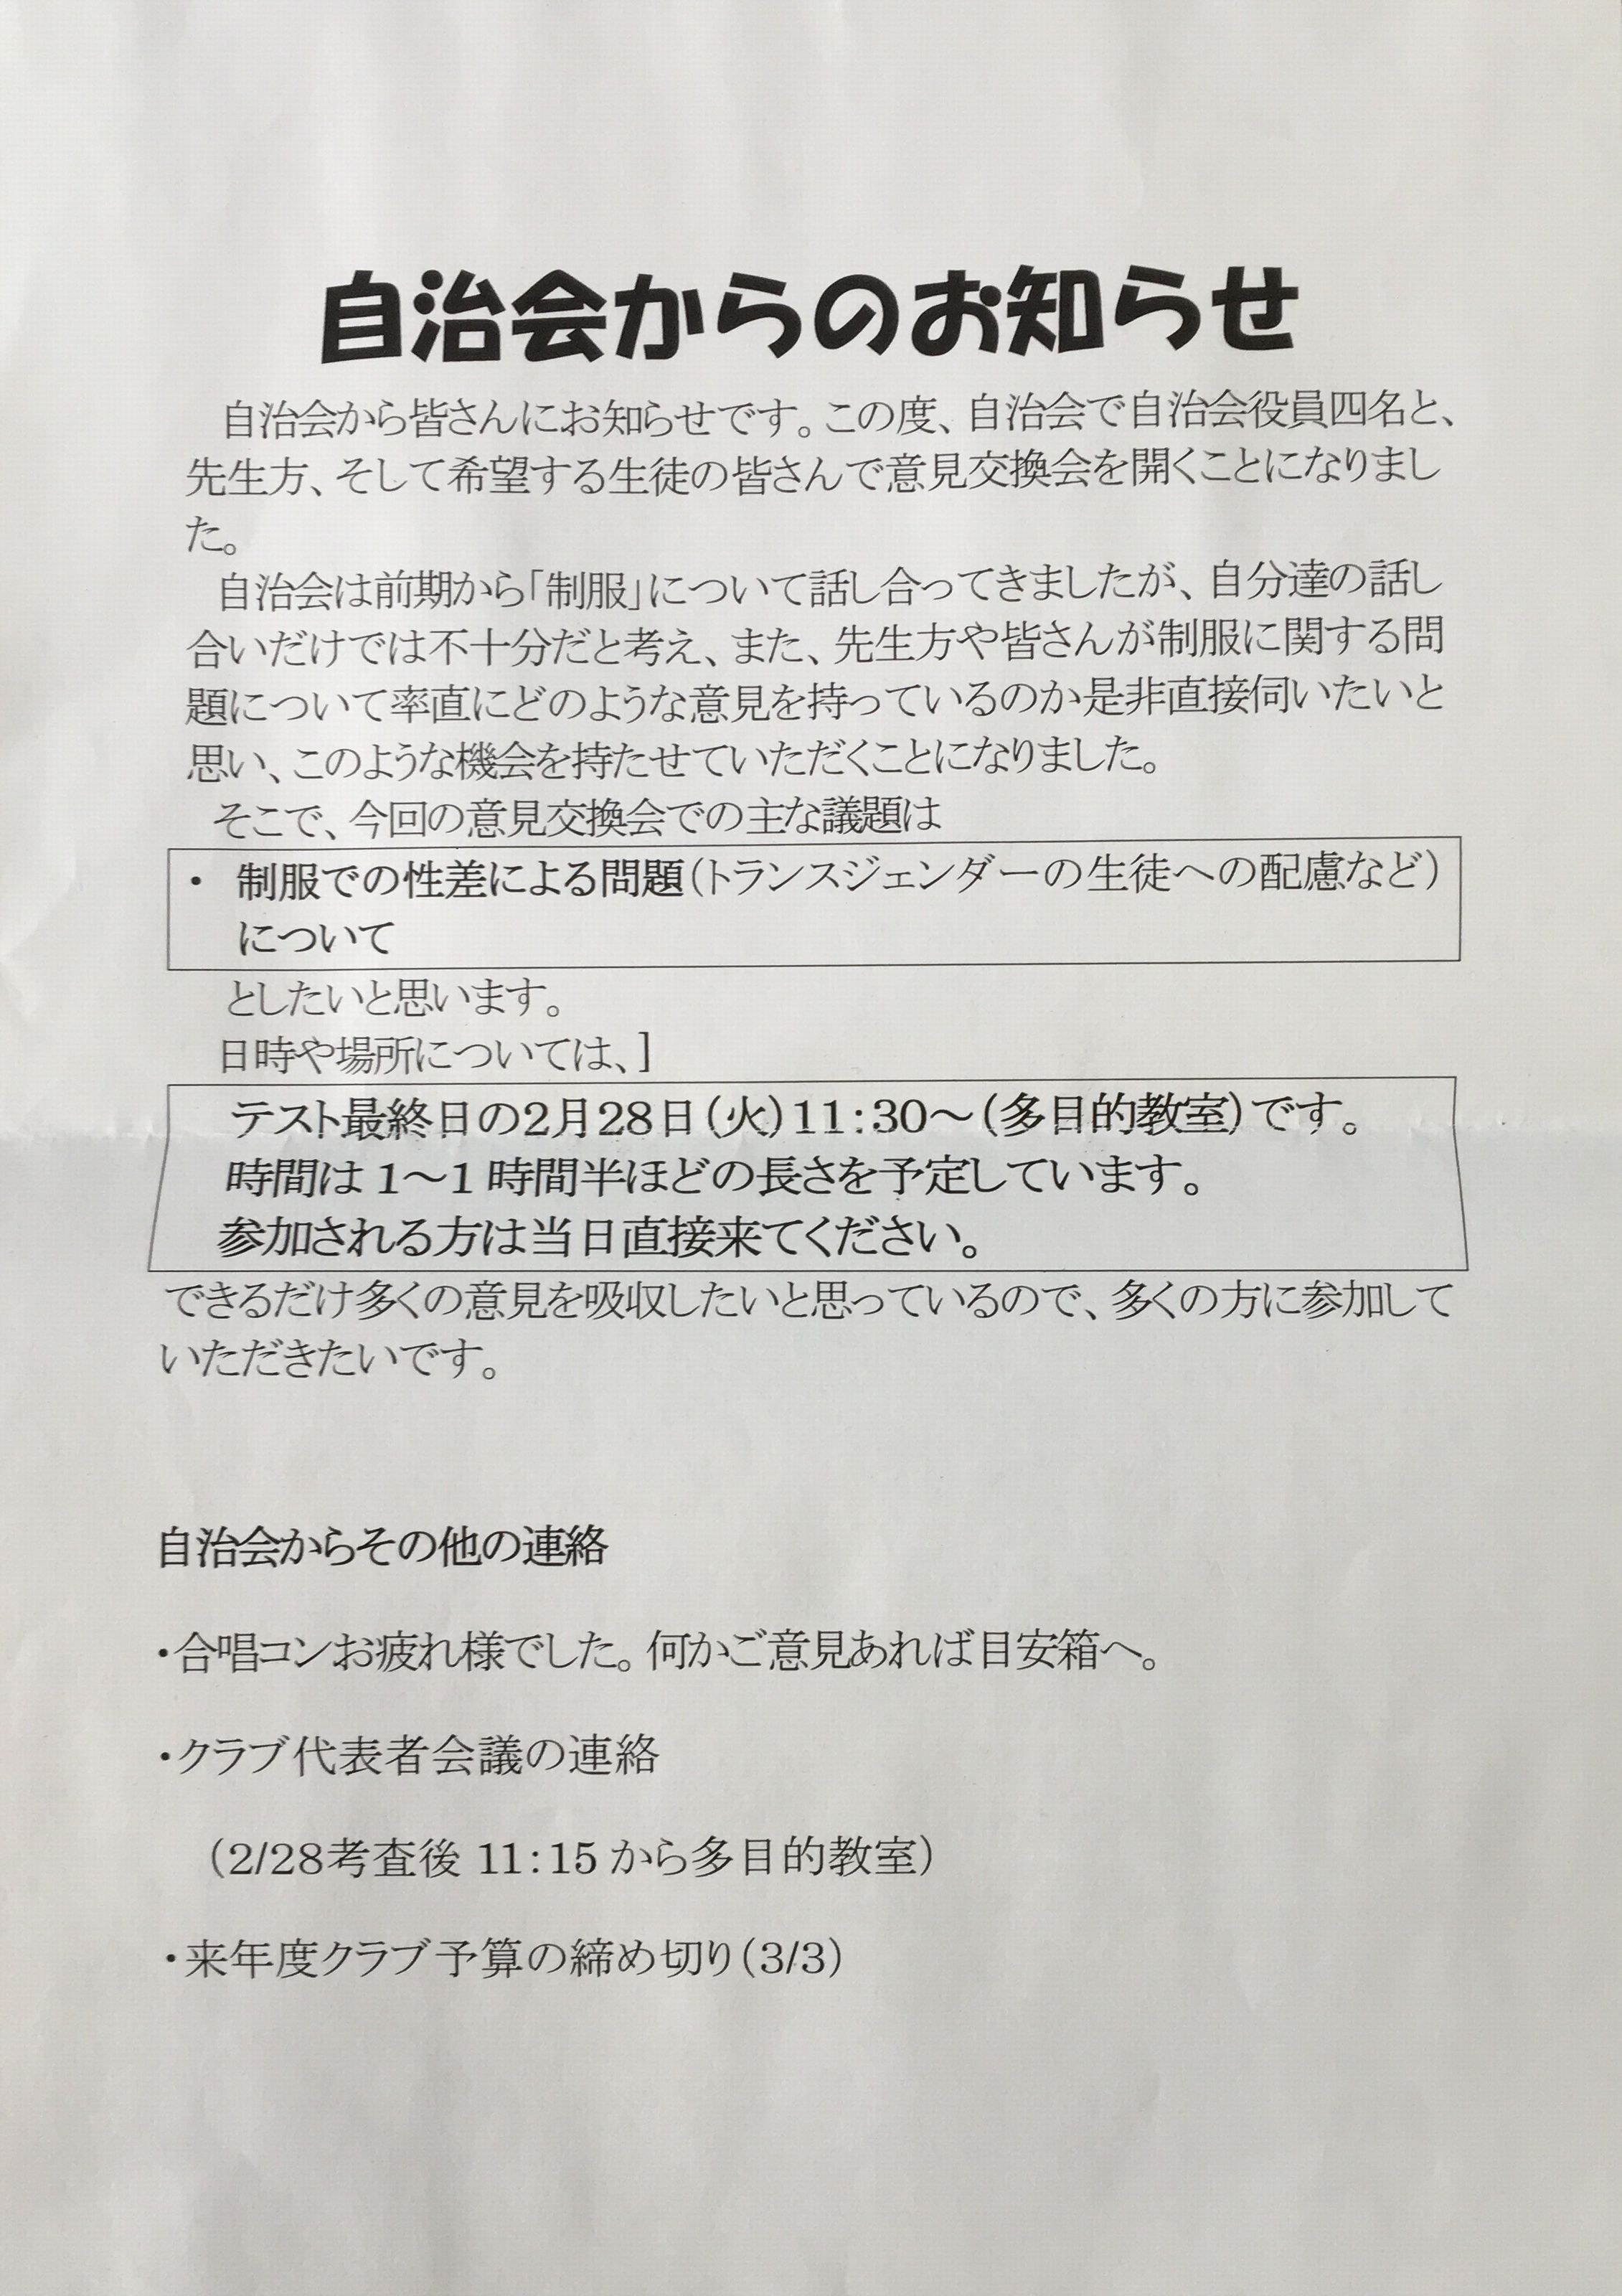 自治会からのお知らせ
自治会から皆さんにお知らせです。この度、自治会で自治会役員四名と、
先生方、そして希望する生徒の皆さんで意見交換会を開くことになりまし
た。
自治会は前期から「制服」について話し合ってきましたが、自分達の話し
合いだけでは不十分だと考え、また、先生方や皆さんが制服に関する問
題について率直にどのような意見を持っているのか是非直接伺いたいと
思い、このような機会を持たせていただくことになりました。
そこで、今回の意見交換会での主な議題は
・ 制服での性差による問題(トランスジェンダーの生徒への配慮など)
について
としたいと思います。
日時や場所については、]
テスト最終日の2月28日(火)11:30～(多目的教室)です。
時間は 1～1 時間半ほどの長さを予定しています。
参加される方は当日直接来てください。
できるだけ多くの意見を吸収したいと思っているので、多くの方に参加して
いただきたいです。
自治会からその他の連絡
・合唱コンお疲れ様でした。何かご意見あれば目安箱へ。
・クラブ代表者会議の連絡
(2/28考査後 11:15 から多目的教室)
・来年度クラブ予算の締め切り(3/3)